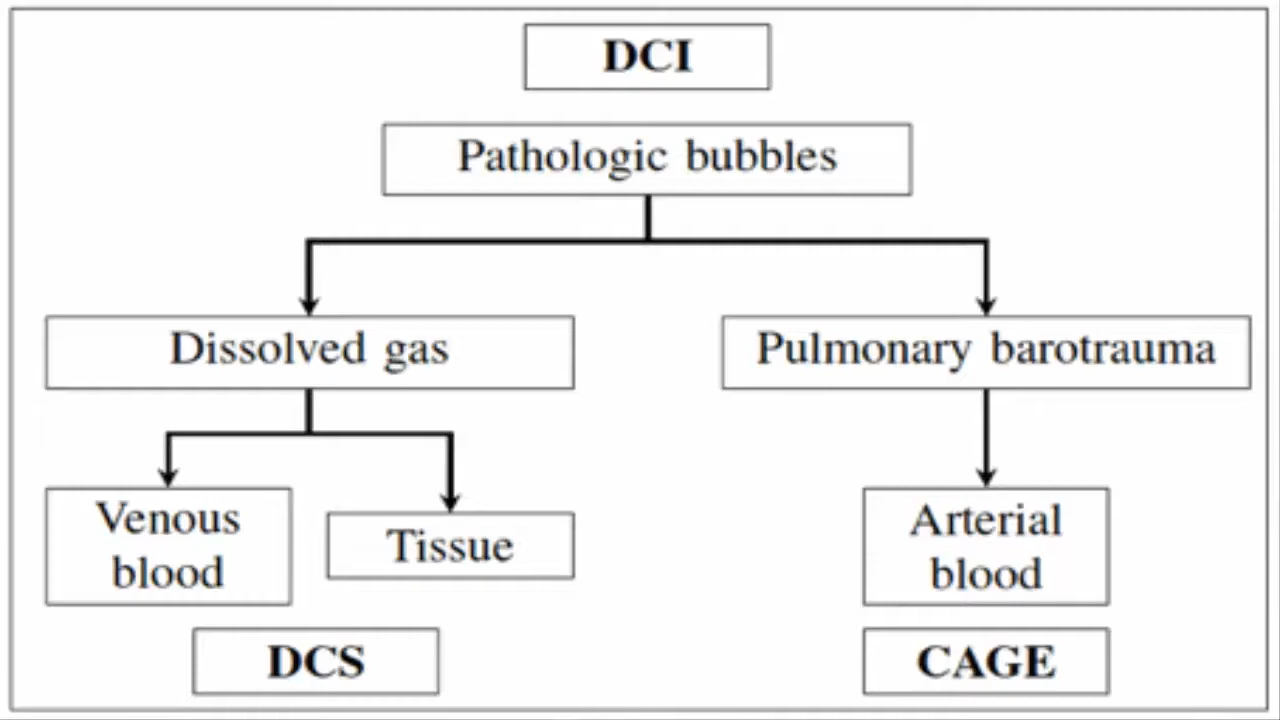 DCI
Pathologic bubbles
Dissolved gas
Pulmonary barotrauma
Venous
blood
Tissue
Arterial
blood
DCS
CAGE